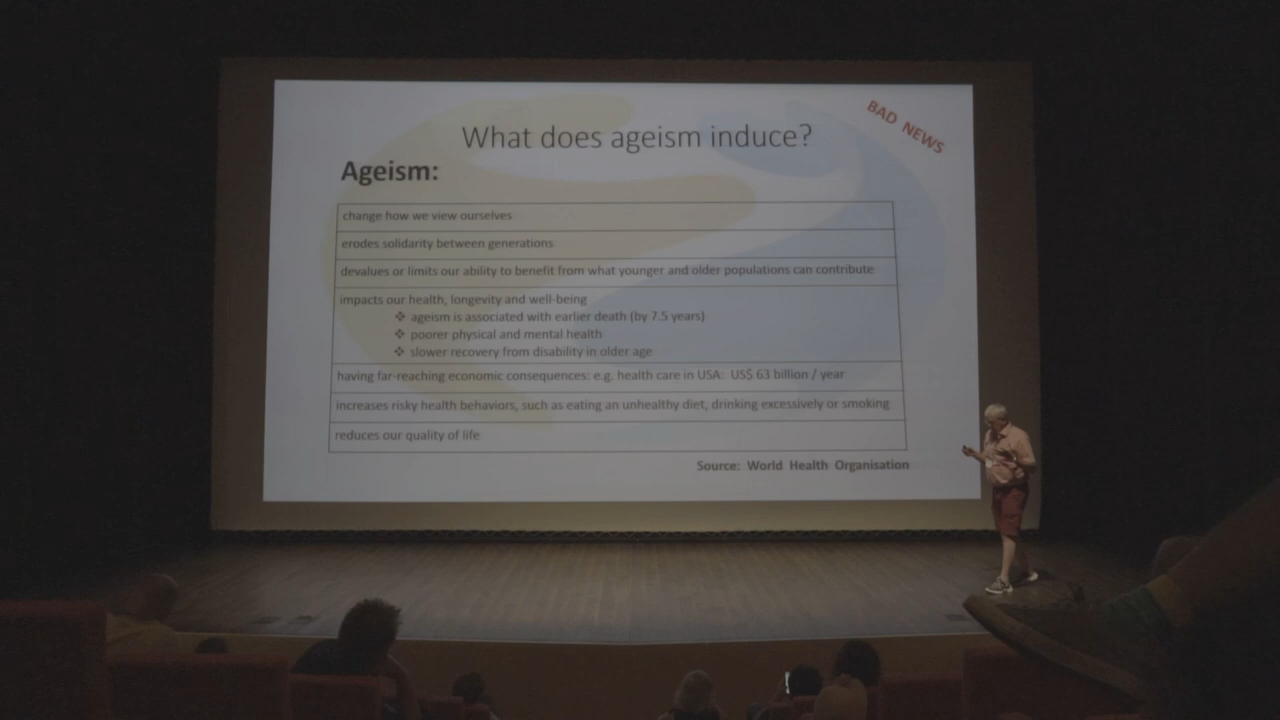 BAD NEWS
What does ageism induce?
Ageism:
change how we view ourselves
erodes solidarity between generations
devalues or limits our ability to benefit from what younger and older populations can contribute
impacts our health, longevity and well-being
❖ ageism is associated with earlier death (by 7.5 years)
❖ poorer physical and mental health
❖ slower recovery from disability in older age
having far-reaching economic consequences: e.g. health care in USA: US$ 63 billion / year
increases risky health behaviors, such as eating an unhealthy diet, drinking excessively or smoking
reduces our quality of life
Source: World Health Organisation